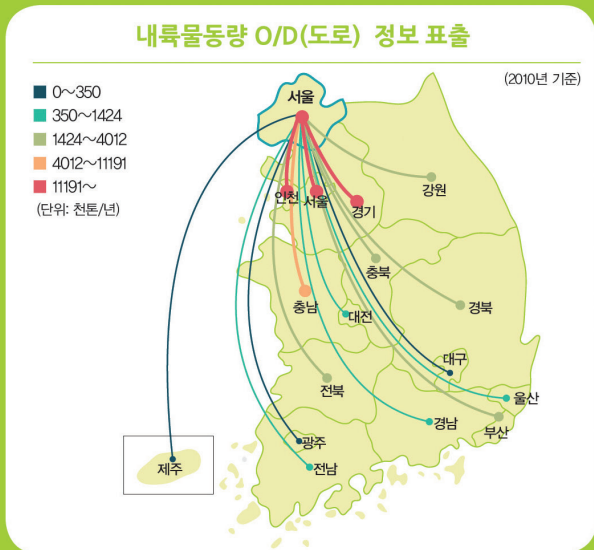 내륙물동량 O/D(도로) 정보 표출
(2010년 기준)
0～350
350～1424
1424～4012
4012～11191
11191～
(단위: 천톤/년)
서울
인천
서울
경기
강원
충북
충남
대전
경북
대구
전북
울산
경남
부산
광주
전남
제주